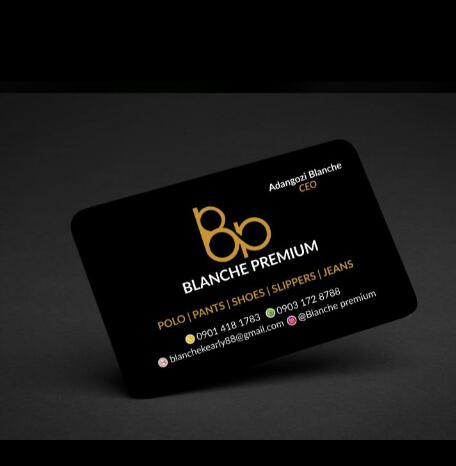 Adangozi Blanche
CEO
Bp
BLANCHE PREMIUM
POLO | PANTS | SHOES | SLIPPERS | JEANS
0901 418 1783 0903 172 8788
blanchekearly88@gmail.com @Blanche premium